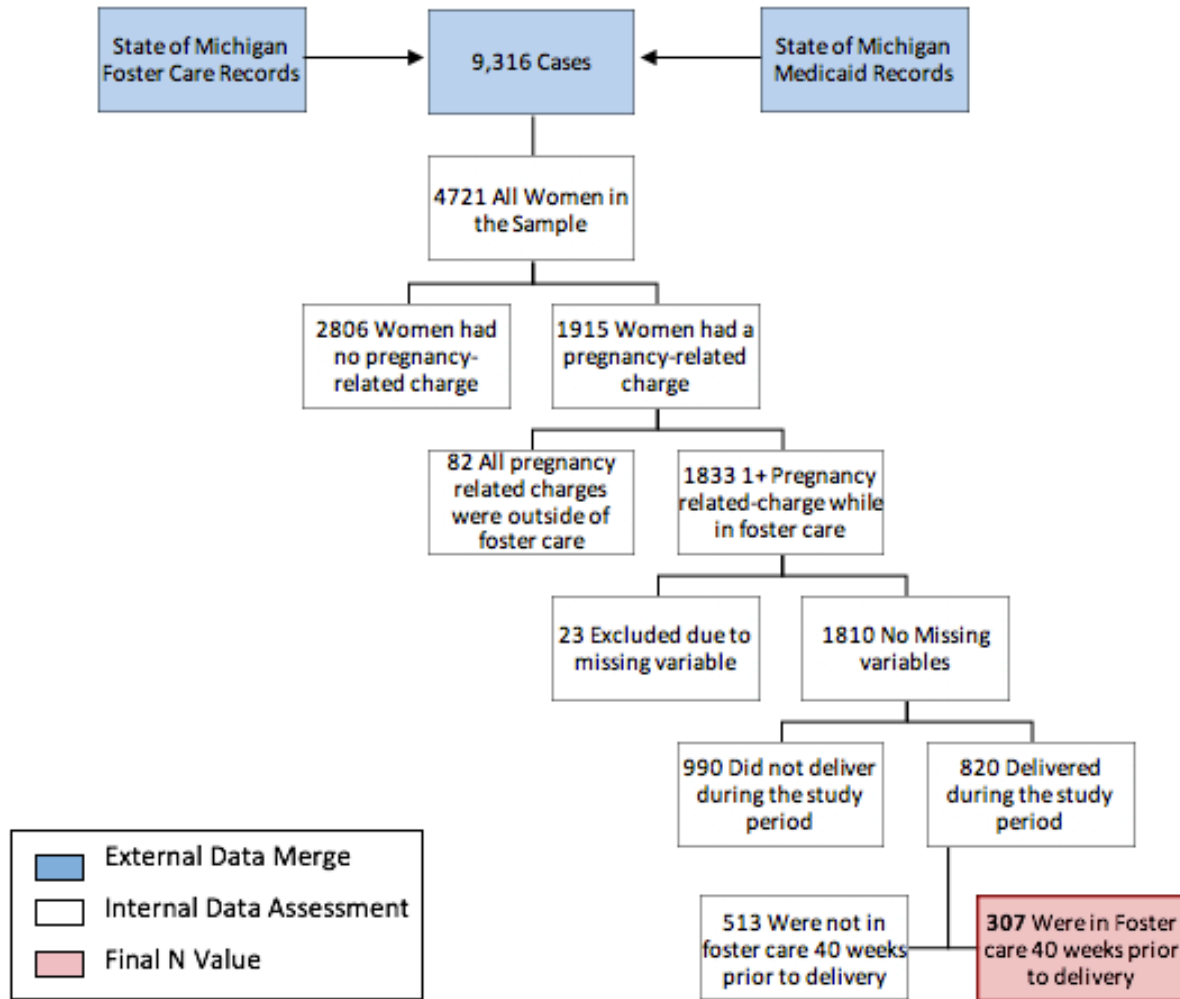 State of Michigan
Foster Care Records
9,316 Cases
State of Michigan
Medicaid Records
4721 All Women in
the Sample
2806 Women had
no pregnancy-
related charge
1915 Women had a
pregnancy-related
charge
82 All pregnancy
related charges
were outside of
foster care
1833 1+ Pregnancy
related-charge while
in foster care
23 Excluded due to
missing variable
1810 No Missing
variables
990 Did not deliver
during the study
period
820 Delivered
during the study
period
External Data Merge
Internal Data Assessment
Final N Value
513 Were not in
foster care 40 weeks
prior to delivery
307 Were in Foster
care 40 weeks prior
to delivery